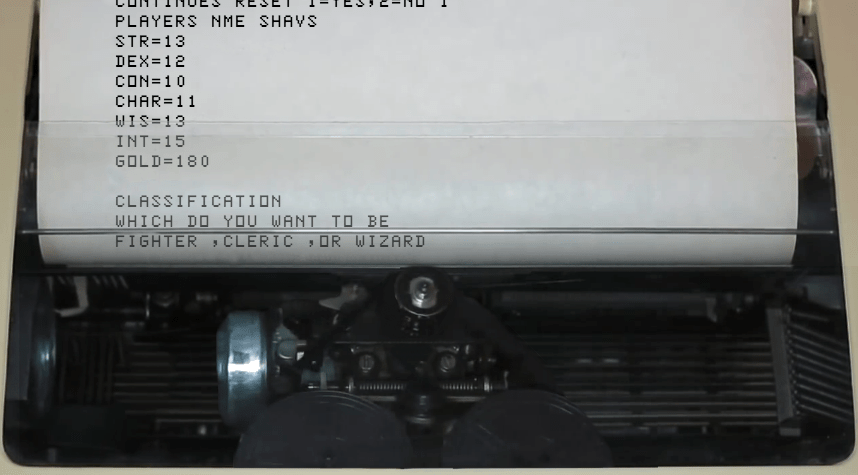 CONTINUES RESET 1=YES,2=NO 1
PLAYERS NME SHAVS
STR=13
DEX=12
CON=10
CHAR=11
WIS=13
INT=15
GOLD=180
CLASSIFICATION
WHICH DO YOU WANT TO BE
FIGHTER ,CLERIC ,OR WIZARD